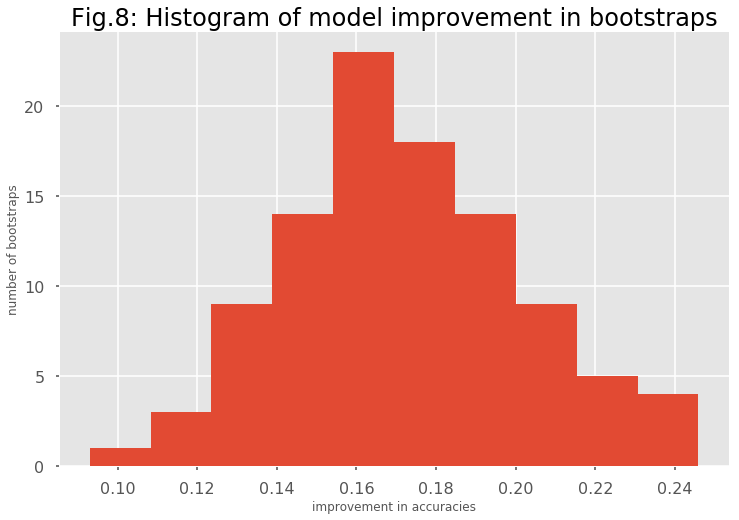 Fig.8: Histogram of model improvement in bootstraps
number of bootstraps
20
15
10
5
0
0.10 0.12 0.14 0.16 0.18 0.20 0.22 0.24
improvement in accuracies